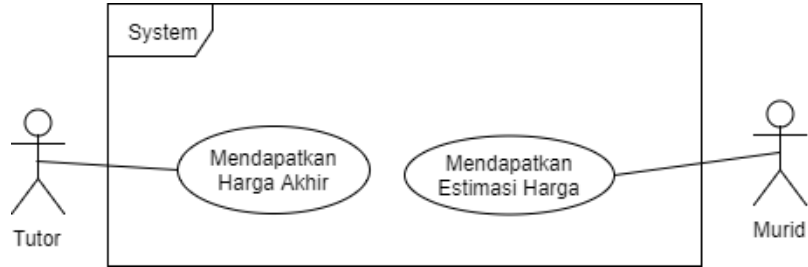 System
Mendapatkan
Harga Akhir
Mendapatkan
Estimasi Harga
Tutor
Murid